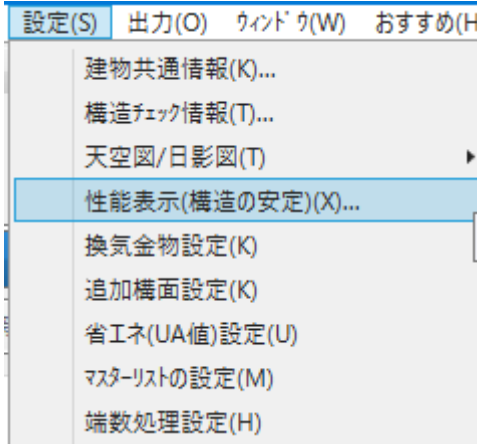 設定(S) 出力(O) ｳｨﾝﾄﾞｳ(W) おすすめ(H
建物共通情報(K)...
構造ﾁｪｯｸ情報(T)...
天空図/日影図(T)
性能表示(構造の安定)(X)...
換気金物設定(K)
追加構面設定(K)
省エネ(UA値)設定(U)
ﾏｽﾀｰﾘｽﾄの設定(M)
端数処理設定(H)